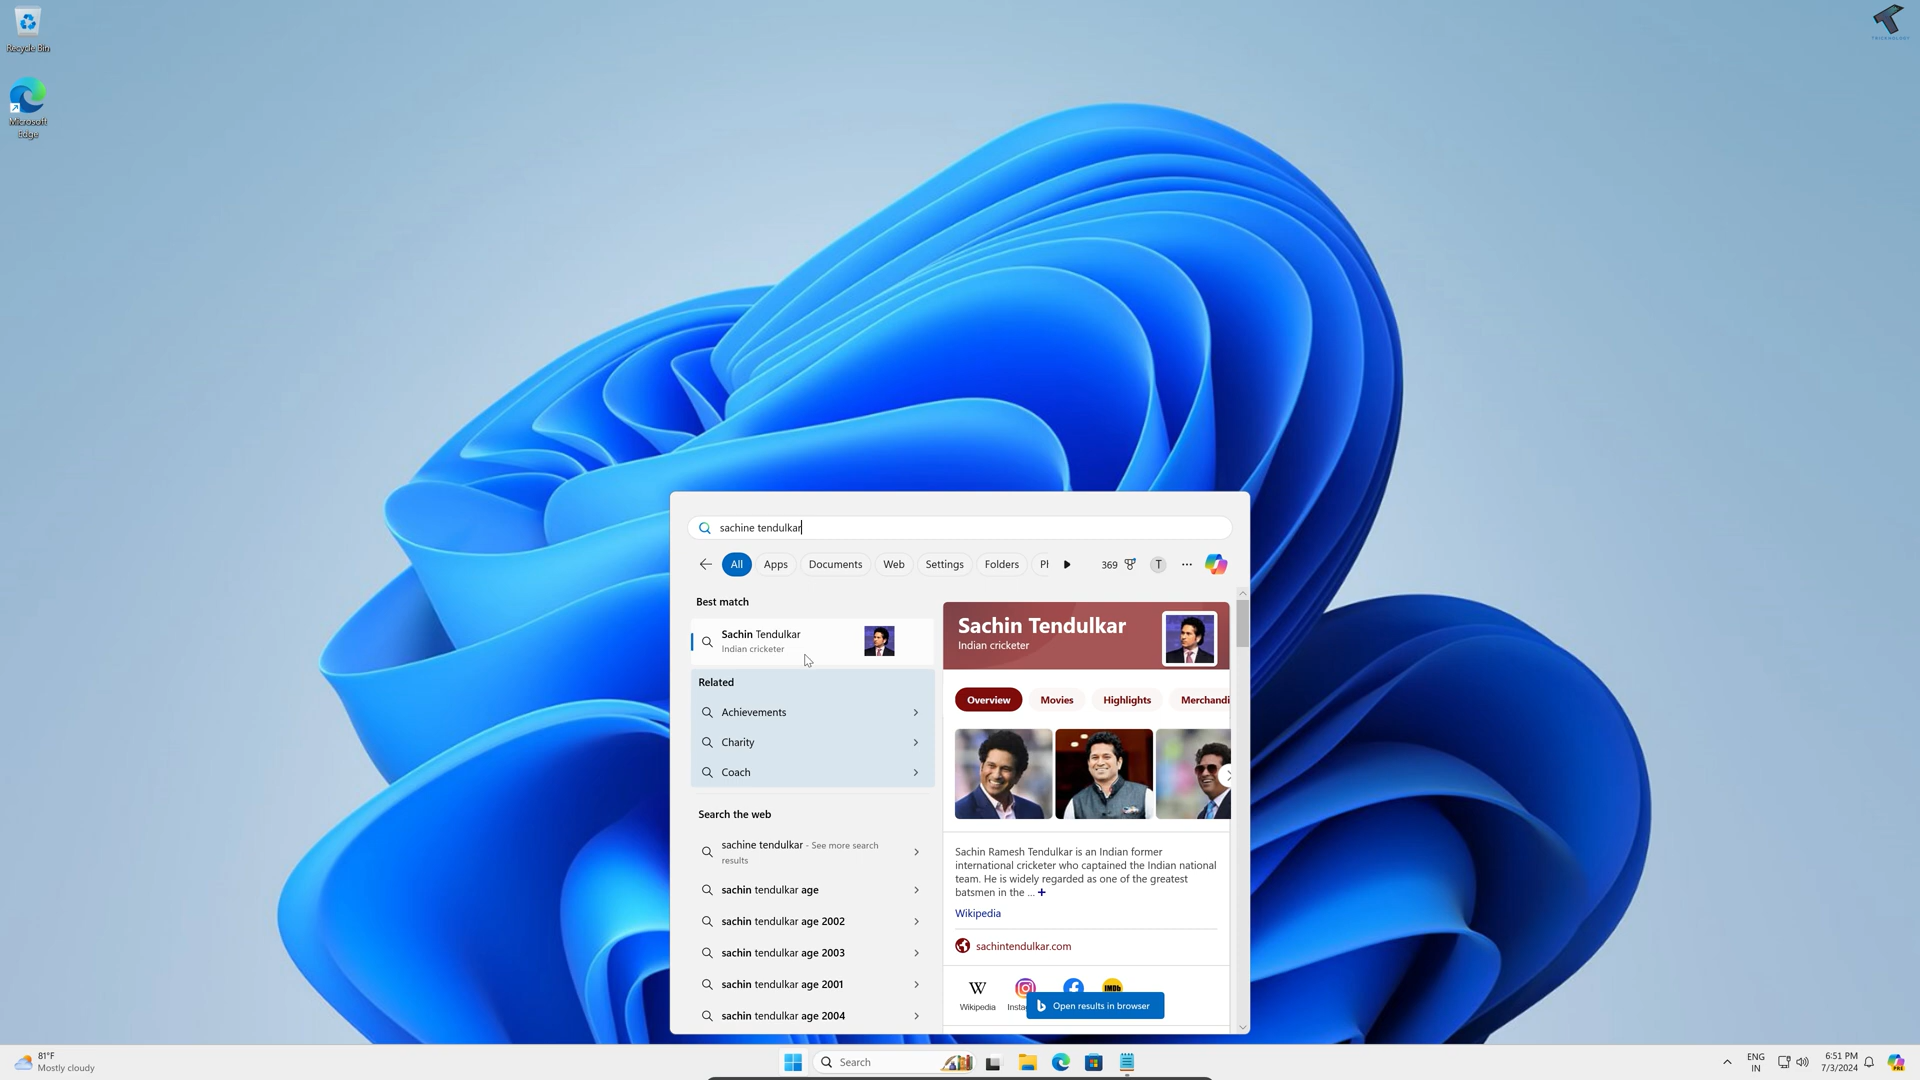 Recycle Bin
Microsoft
Edge
TRICKNOLOGY
sachine tendulkar
All
Apps
Documents
Web
Settings
Folders
369
T
Best match
Sachin Tendulkar
Indian cricketer
Related
Achievements
Charity
Coach
Search the web
sachine tendulkar - See more search
results
sachin tendulkar age
sachin tendulkar age 2002
sachin tendulkar age 2003
sachin tendulkar age 2001
sachin tendulkar age 2004
Sachin Tendulkar
Indian cricketer
Overview
Movies
Highlights
Merchandi
Sachin Ramesh Tendulkar is an Indian former
international cricketer who captained the Indian national
team. He is widely regarded as one of the greatest
batsmen in the ... +
Wikipedia
sachintendulkar.com
W
IMDb
Wikipedia
Insta
Open results in browser
81°F
Mostly cloudy
Search
ENG
IN
6:51 PM
7/3/2024
PRE